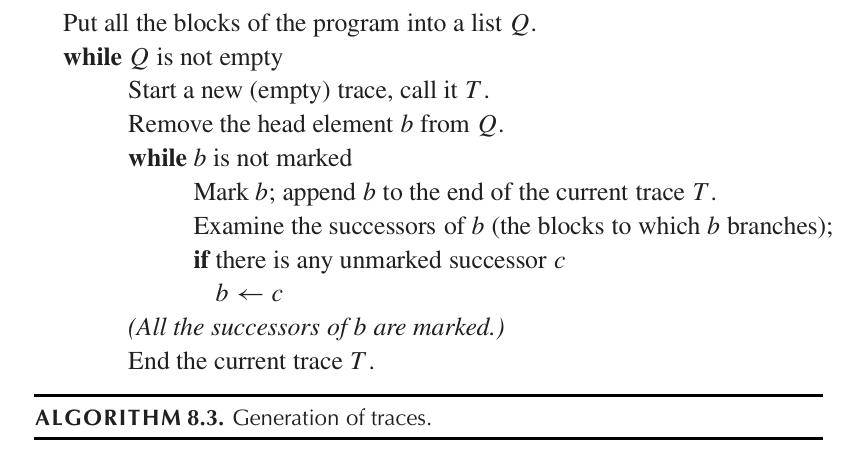 Put all the blocks of the program into a list Q.
while Q is not empty
Start a new (empty) trace, call it T.
Remove the head element b from Q.
while b is not marked
Mark b; append b to the end of the current trace T.
Examine the successors of b (the blocks to which b branches);
if there is any unmarked successor c
b ← c
(All the successors of b are marked.)
End the current trace T.
ALGORITHM 8.3. Generation of traces.